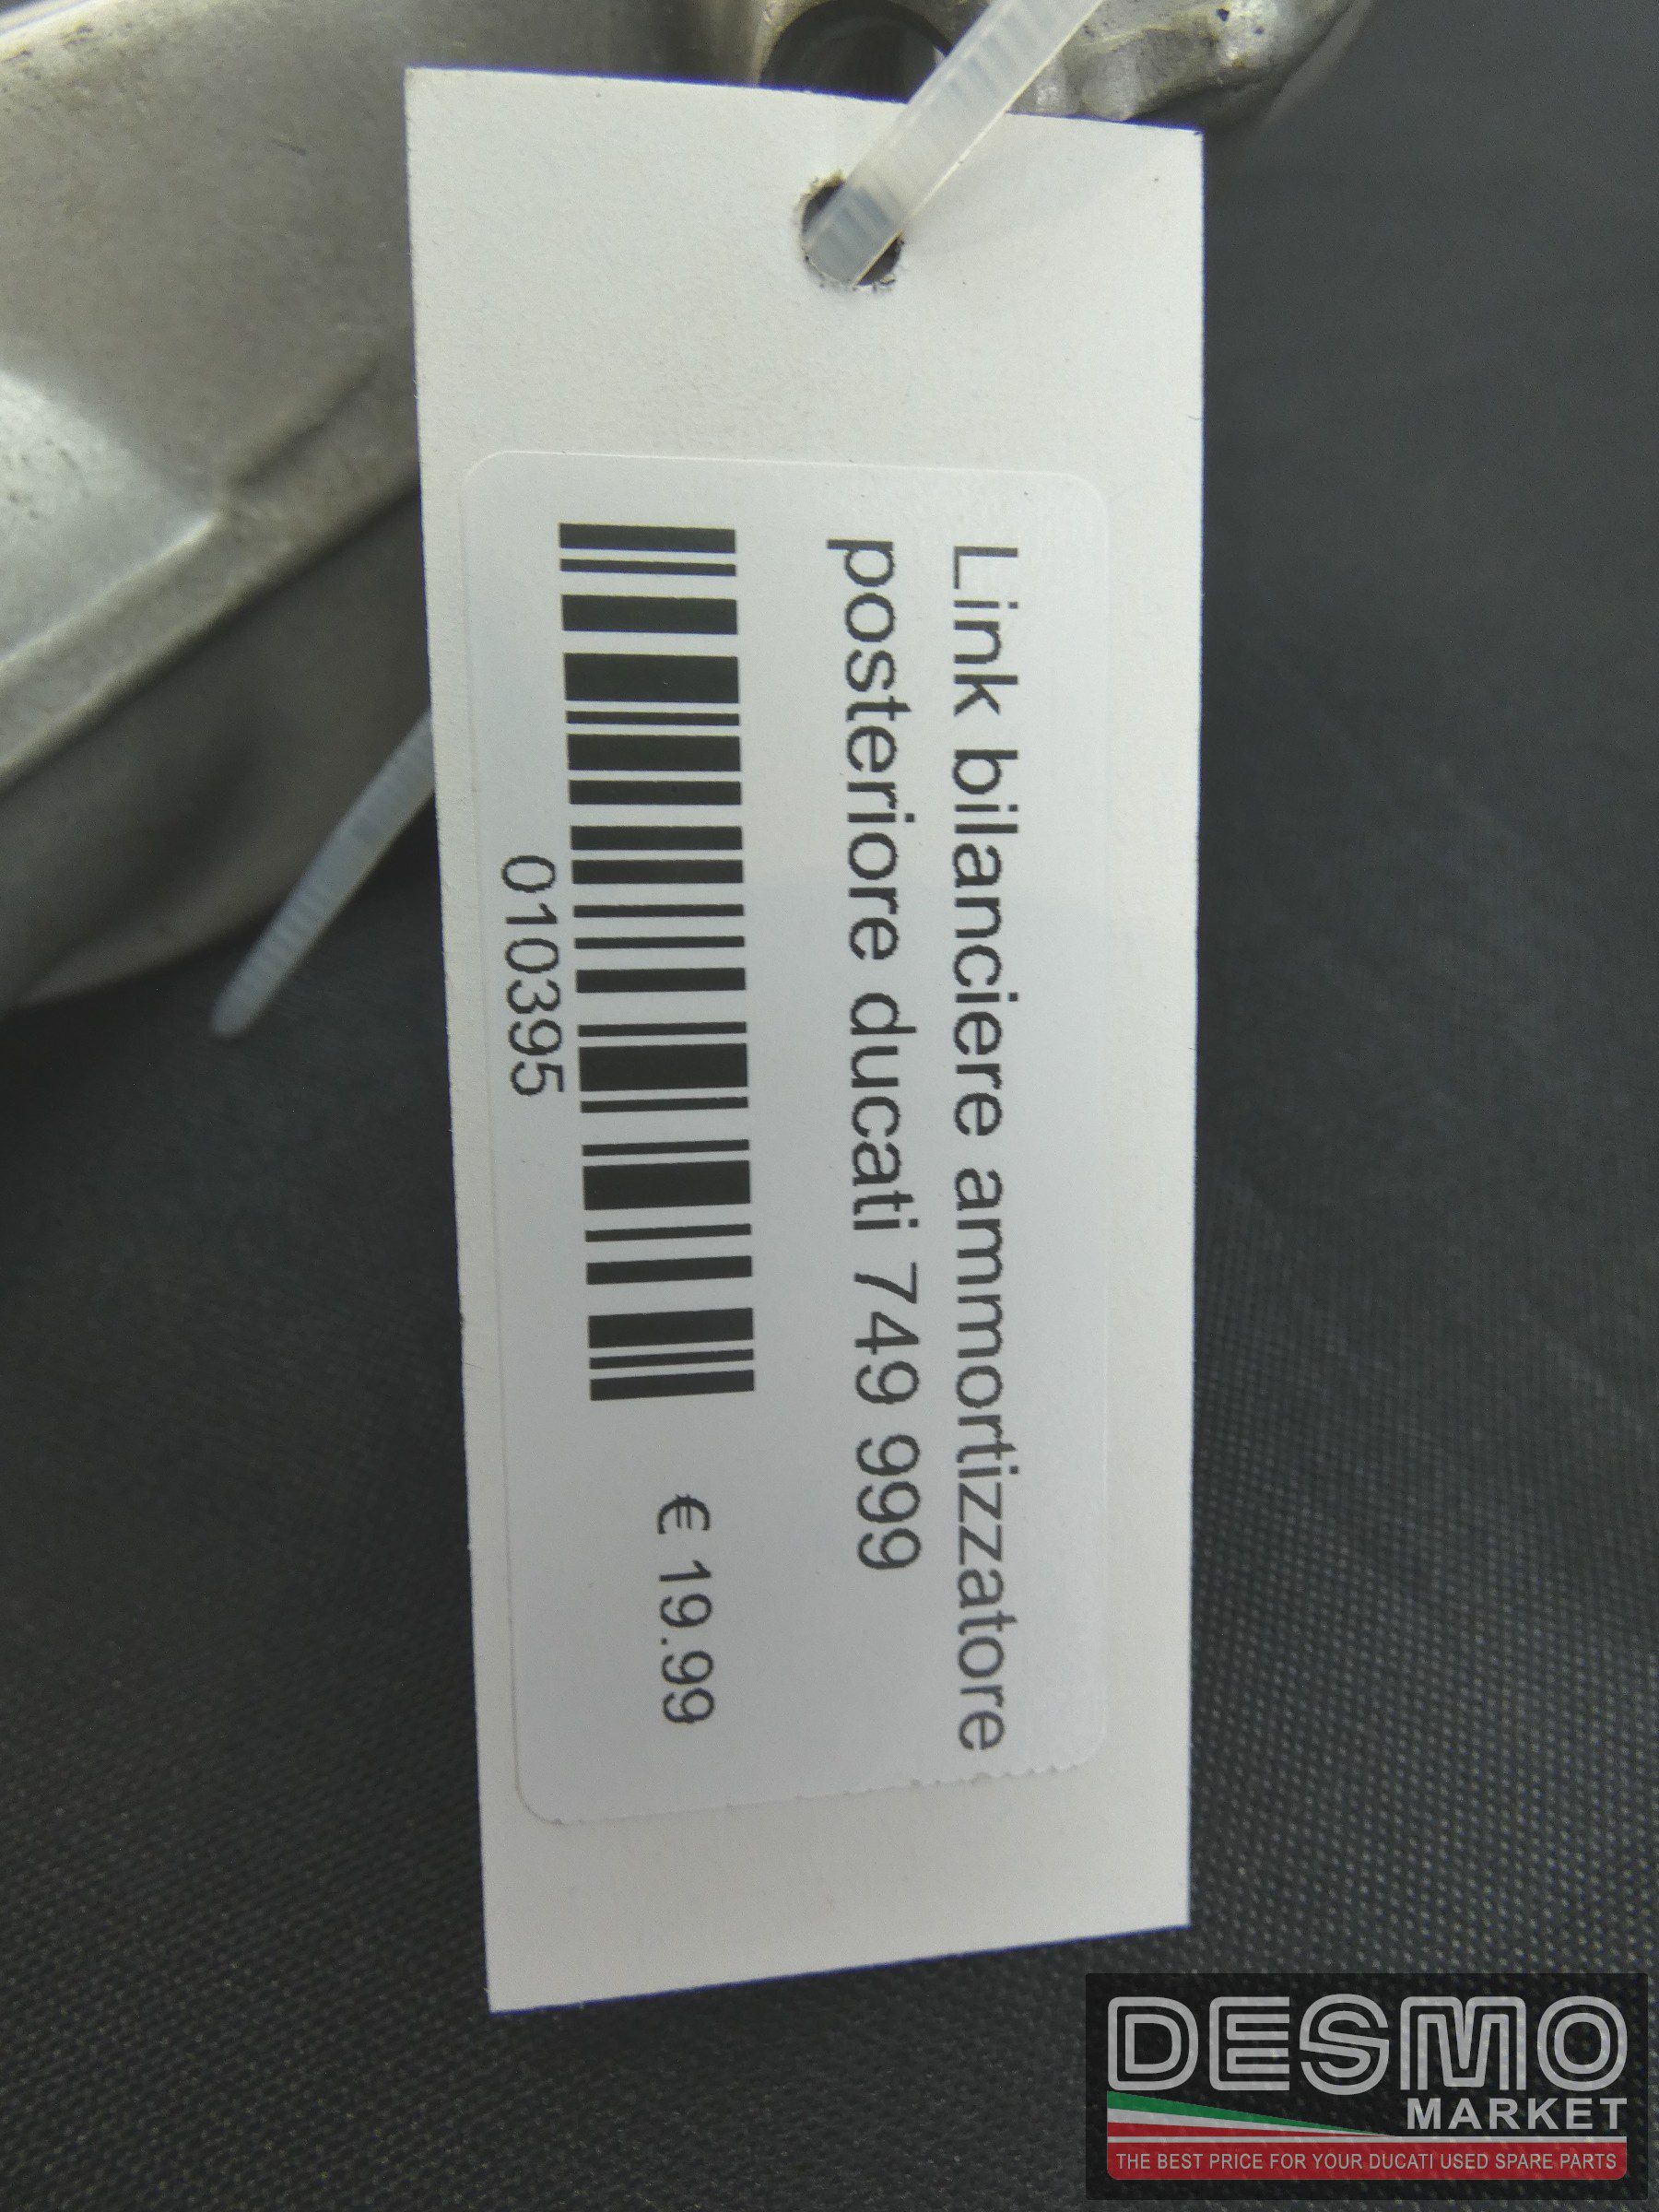 Link bilanciere ammortizzatore
posteriore ducati 749 999
€ 19.99
010395
DESMO
MARKET
THE BEST PRICE FOR YOUR DUCATI USED SPARE PARTS